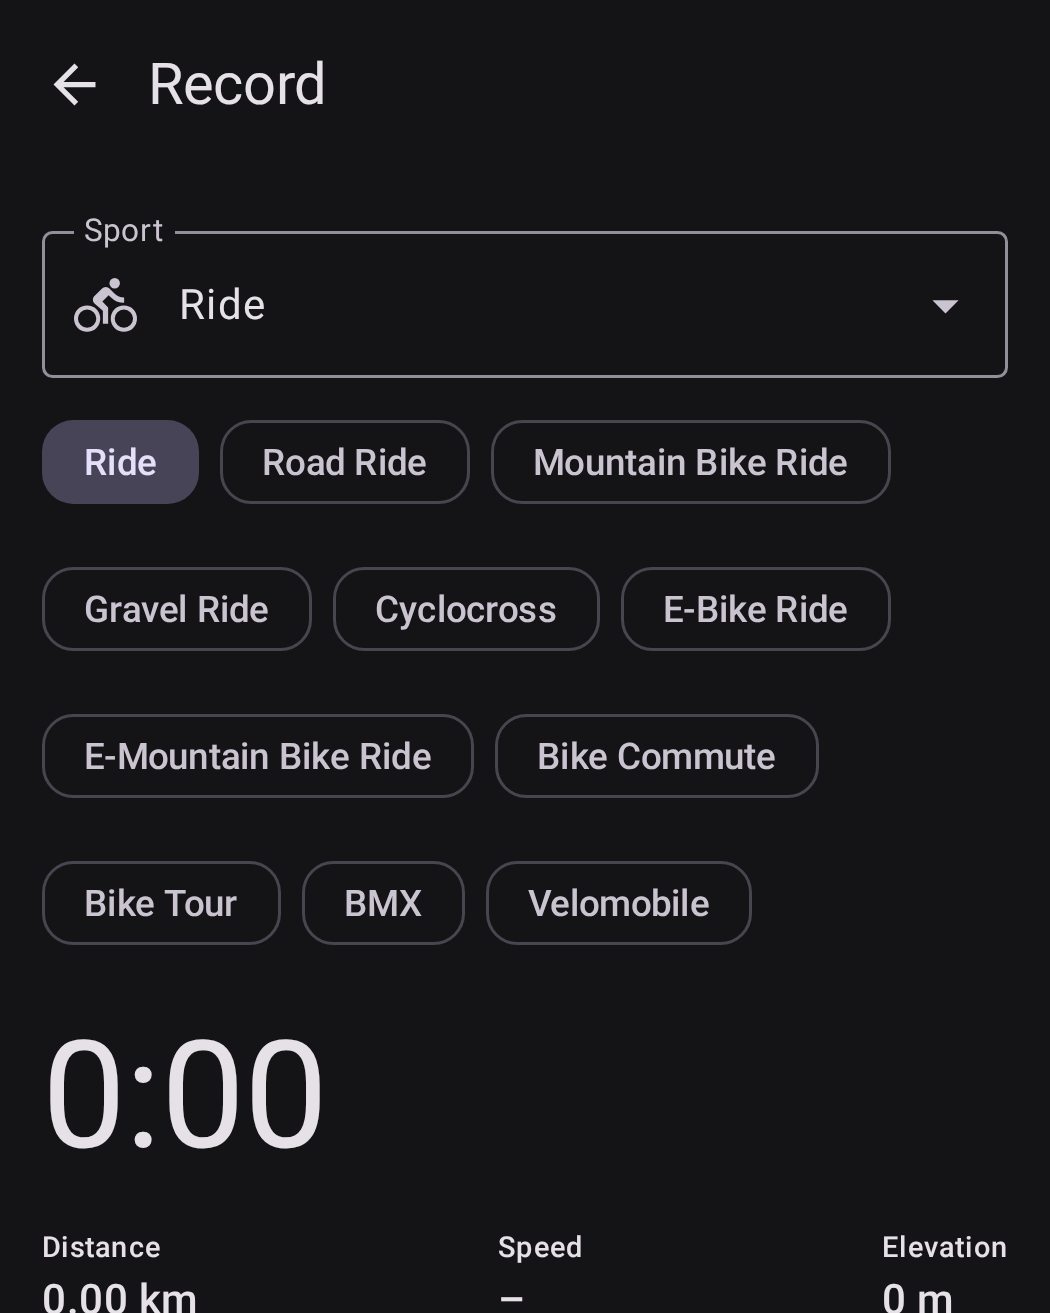 Record
Sport
Ride
Ride Road Ride Mountain Bike Ride
Gravel Ride Cyclocross E-Bike Ride
E-Mountain Bike Ride Bike Commute
Bike Tour BMX Velomobile
0:00
Distance Speed Elevation
0.00 km – 0 m